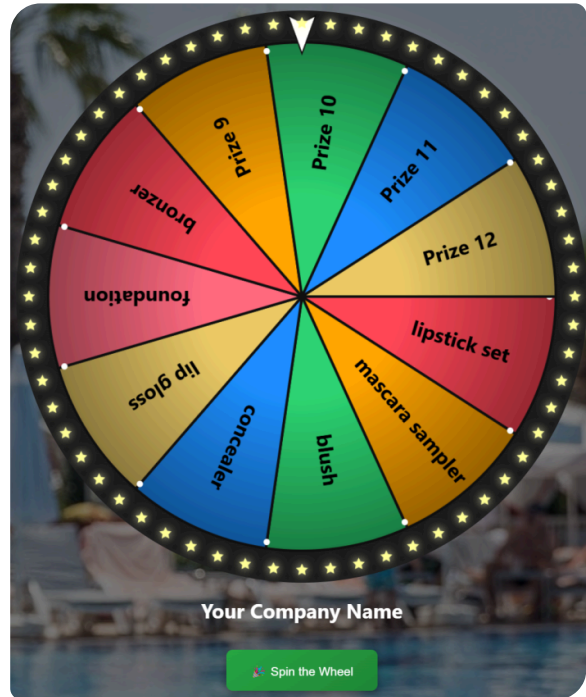 Prize 9
Prize 10
Prize 11
Prize 12
lipstick set
mascara sampler
blush
concealer
lip gloss
foundation
bronzer
Your Company Name
🎉 Spin the Wheel